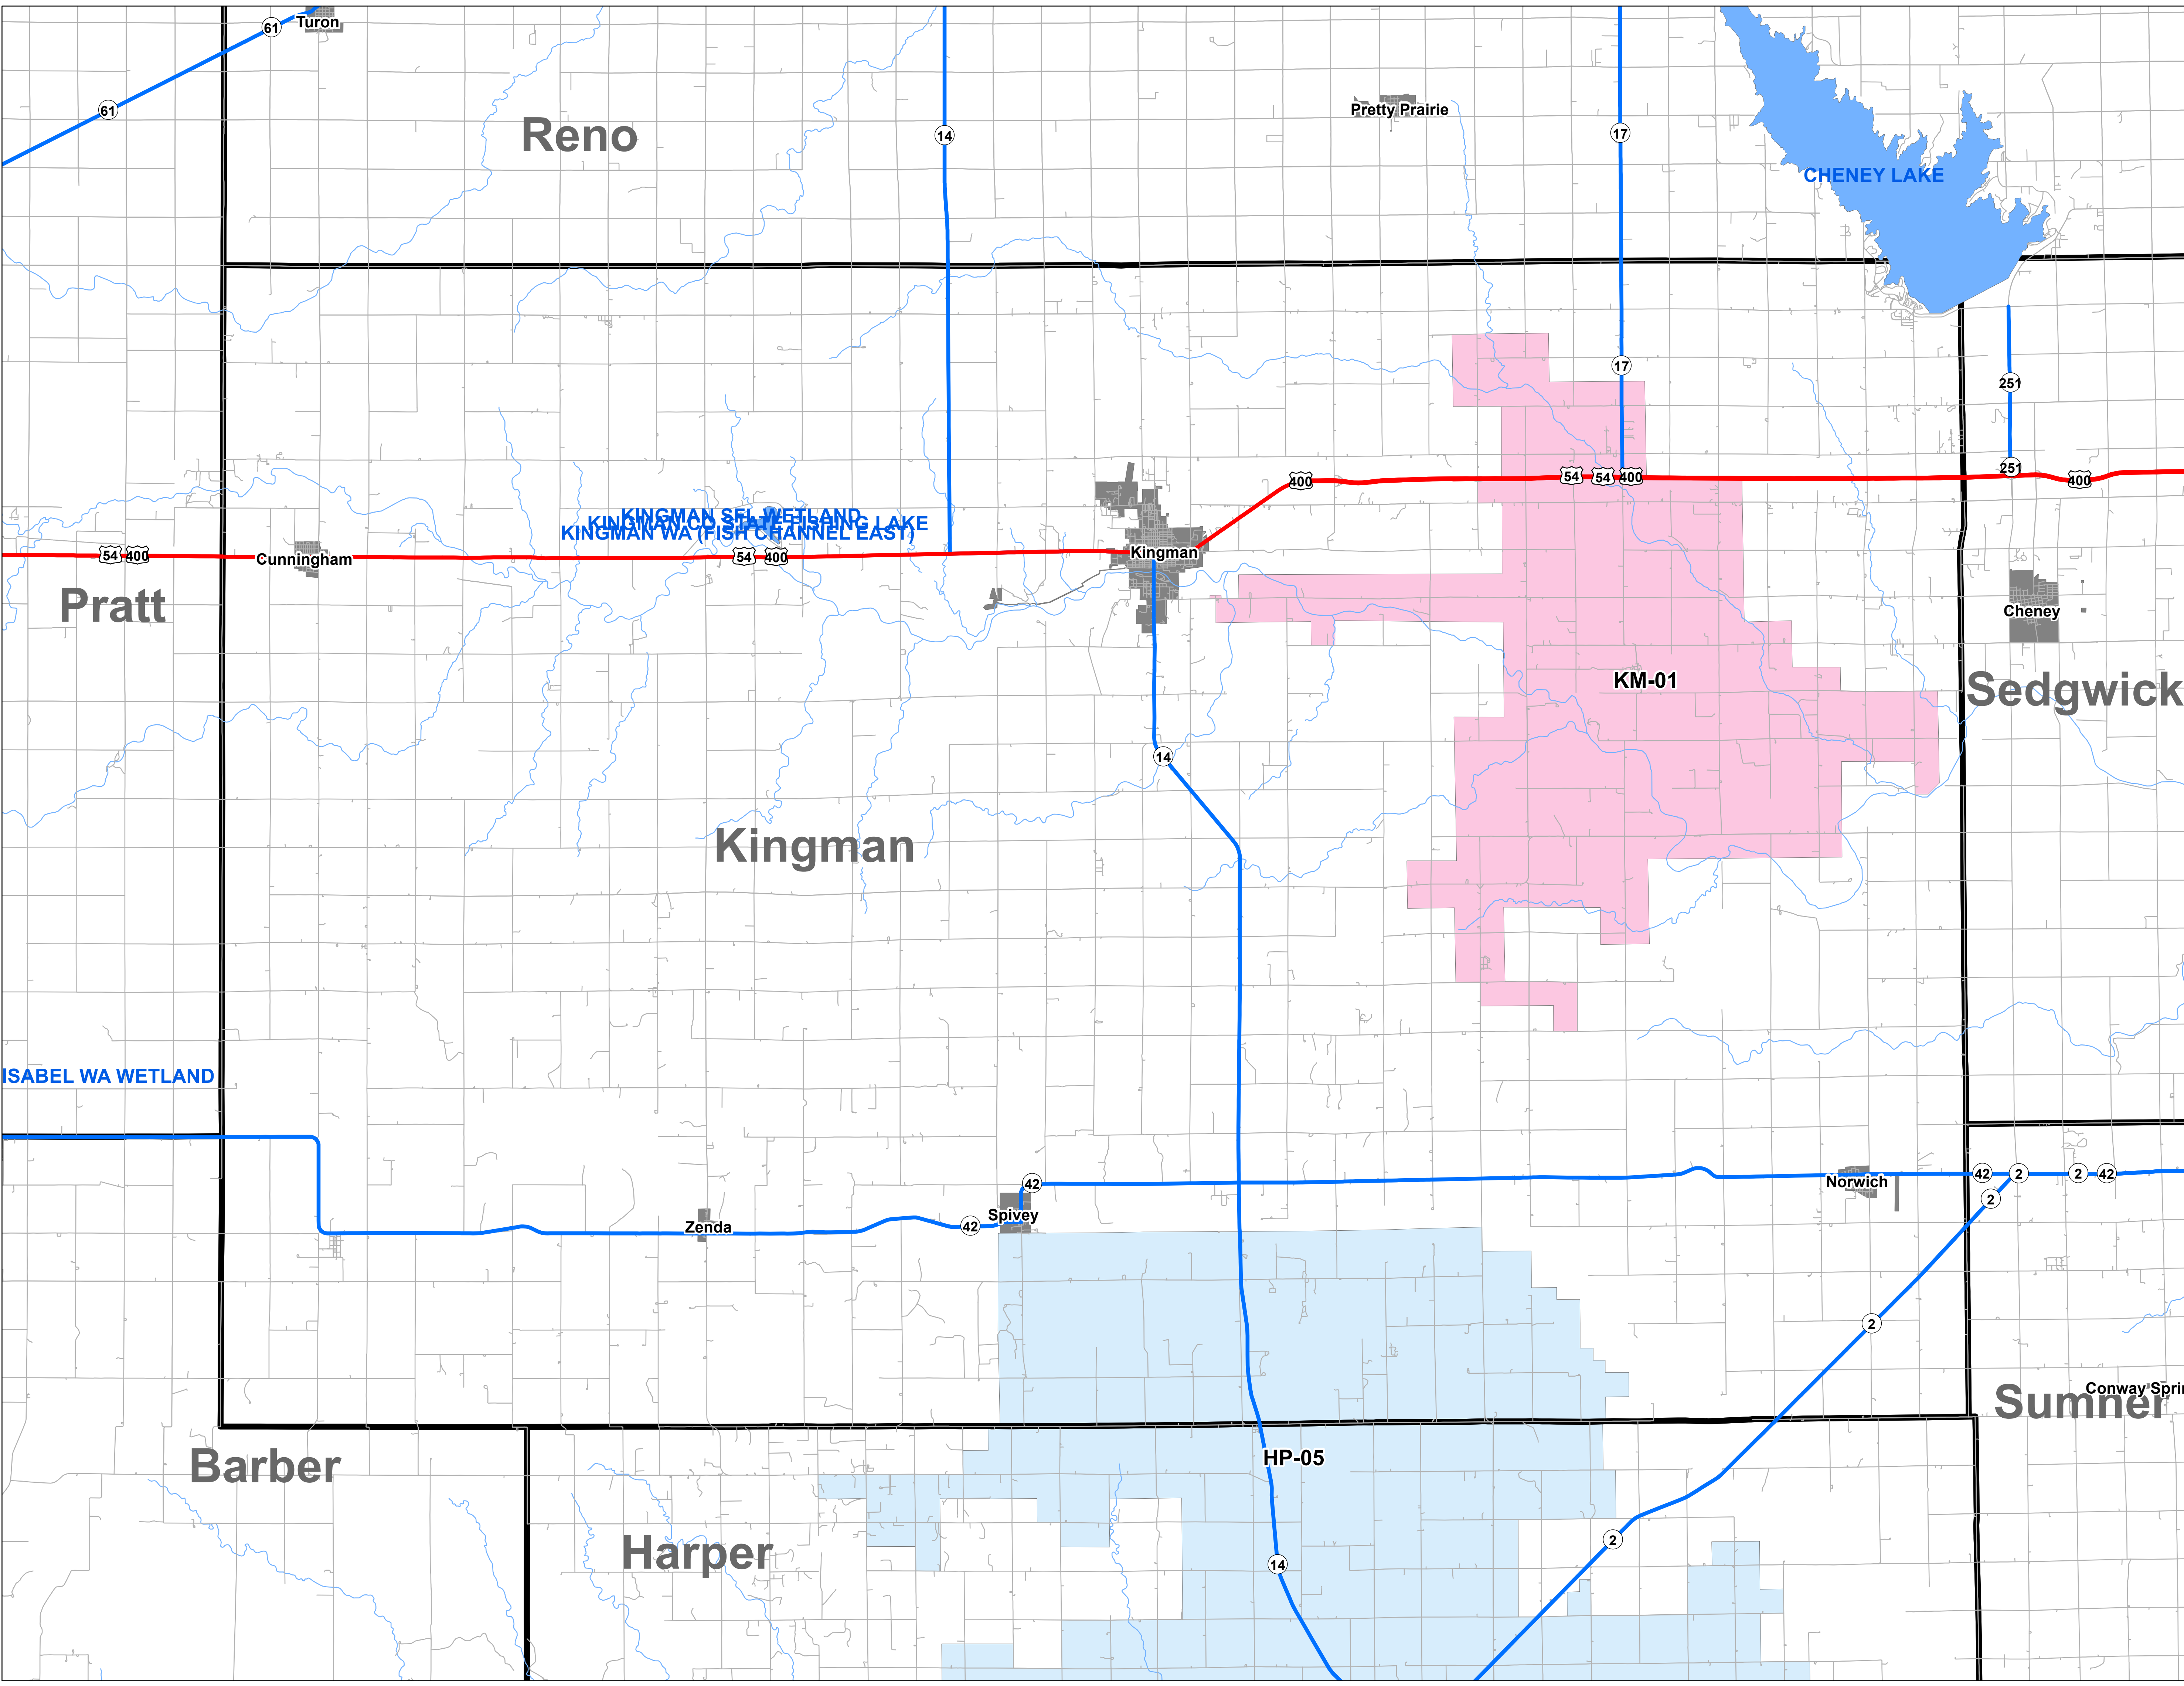 Turon
61
61
Reno
14
Pretty Prairie
17
CHENEY LAKE
17
251
251
400
54
54
400
400
KINGMAN SFL WETLAND
KINGMAN CO STATE FISHING LAKE
KINGMAN WA (FISH CHANNEL EAST)
54
400
Cunningham
54
400
Kingman
Pratt
Cheney
KM-01
Sedgwick
14
Kingman
ISABEL WA WETLAND
42
Norwich
42
2
2
42
2
Spivey
Zenda
42
2
Conway Sprin
Sumner
Barber
HP-05
Harper
14
2